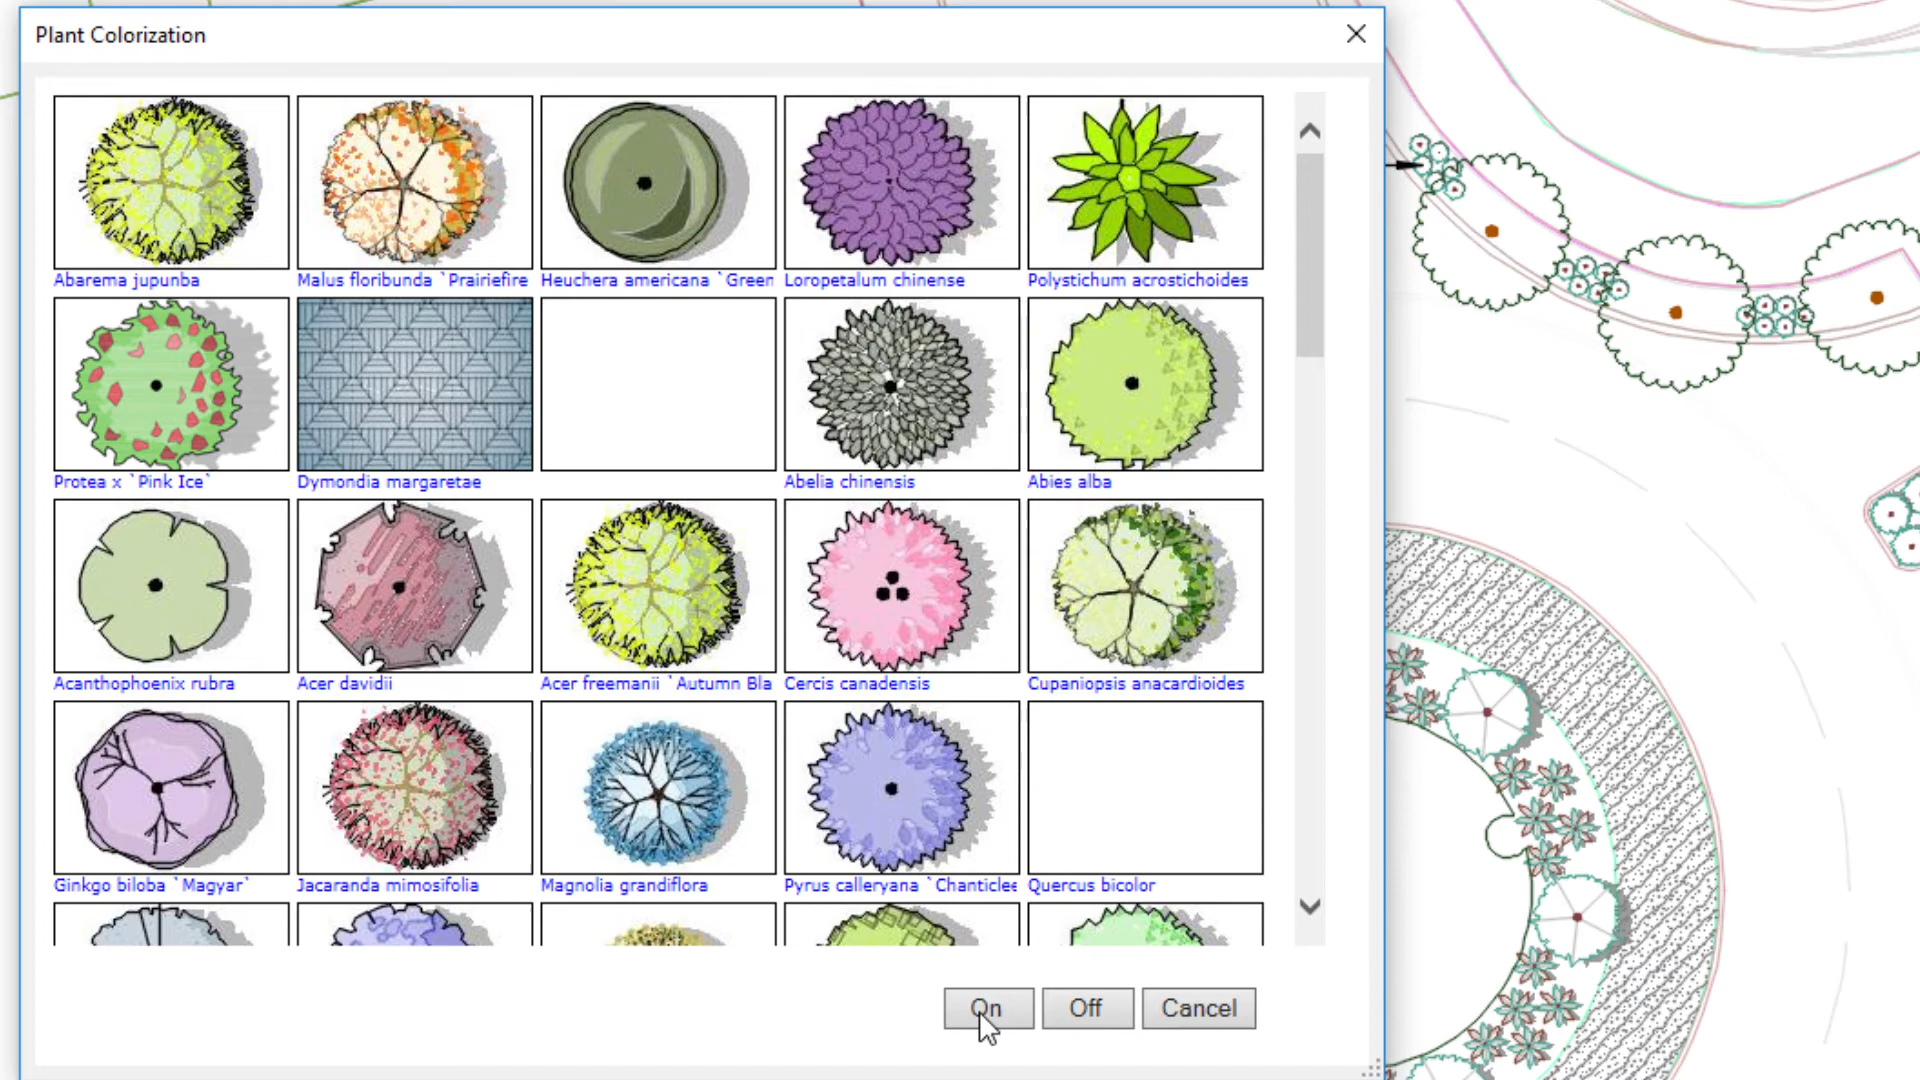 Plant Colorization
Abarema jupunba
Malus floribunda `Prairiefire
Heuchera americana `Green
Loropetalum chinense
Polystichum acrostichoides
Protea x `Pink Ice`
Dymondia margaretae
Abelia chinensis
Abies alba
Acanthophoenix rubra
Acer davidii
Acer freemanii `Autumn Bla
Cercis canadensis
Cupaniopsis anacardioides
Ginkgo biloba `Magyar`
Jacaranda mimosifolia
Magnolia grandiflora
Pyrus calleryana `Chanticlee
Quercus bicolor
On
Off
Cancel